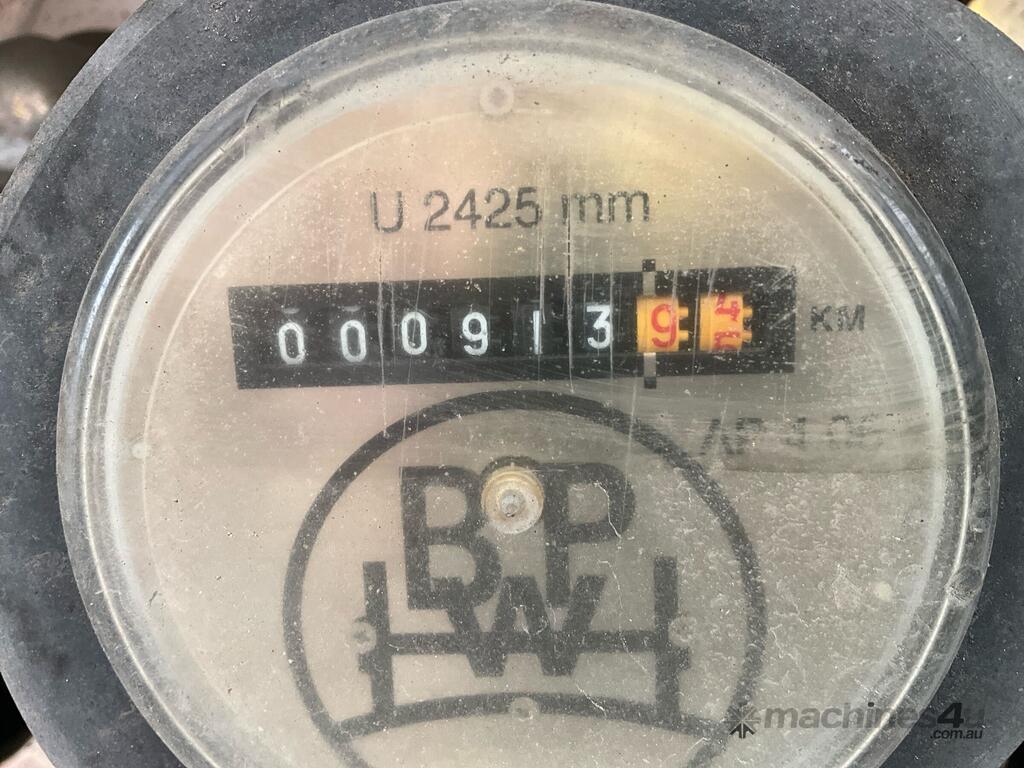 U 2425 mm
000913 9 4 KM
BPW
machines4u
.com.au